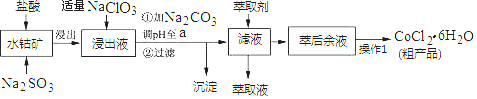 盐酸
适量NaClO₃
①加Na₂CO₃
萃取剂
水钴矿
浸出
浸出液
调pH至a
②过滤
滤液
萃后余液
操作1
CoCl₂·6H₂O
(粗产品)
Na₂SO₃
沉淀
萃取液